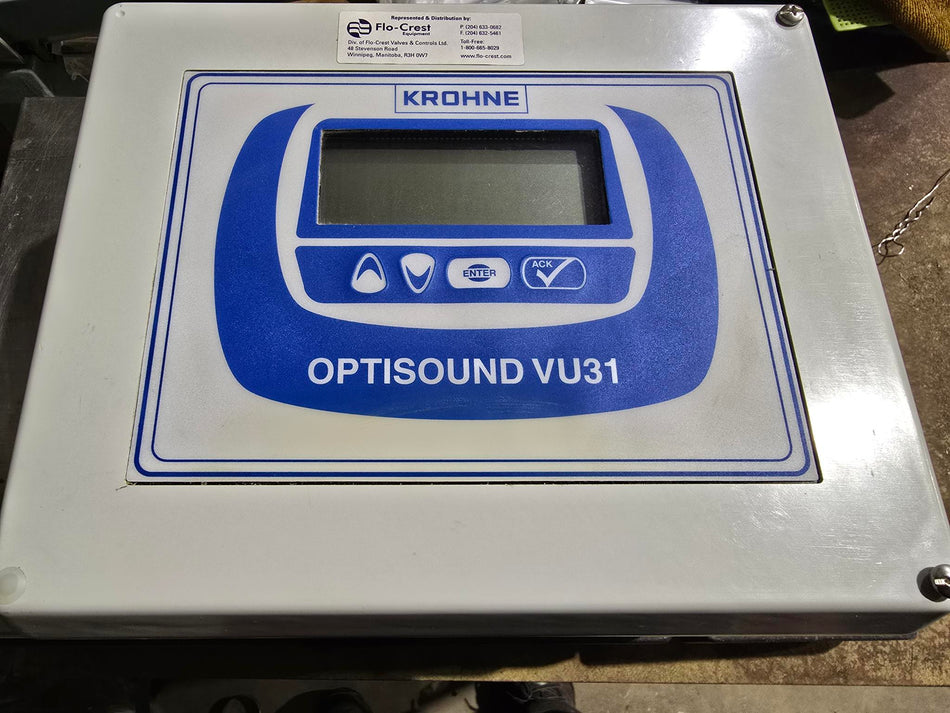 Represented & Distribution by:
Flo-Crest
Equipment
Div. of Flo-Crest Valves & Controls Ltd.
48 Stevenson Road
Winnipeg, Manitoba, R3H 0W7
P. (204) 633-0682
F. (204) 632-5461
Toll-Free:
1-800-665-8029
www.flo-crest.com
KROHNE
ENTER
ACK
OPTISOUND VU31